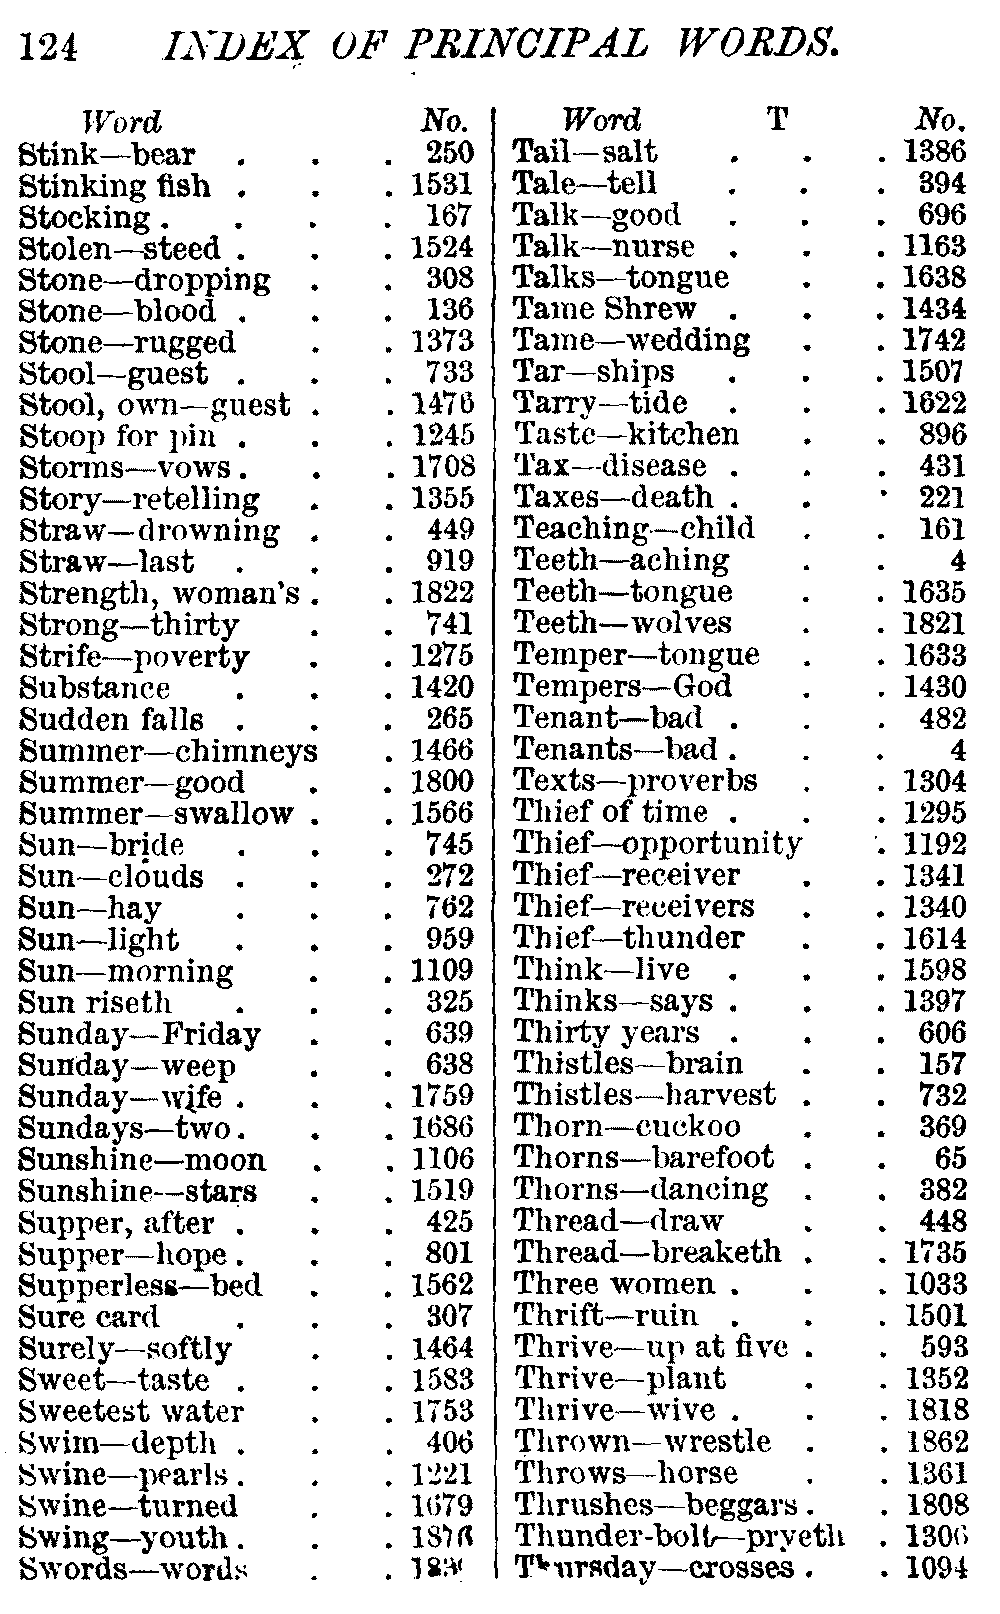 124 INDEX OF PRINCIPAL WORDS.
Word No.
Stink—bear . . . 250
Stinking fish . . . 1531
Stocking . . . . 167
Stolen—steed . . . 1524
Stone—dropping . . 308
Stone—blood . . . 136
Stone—rugged . . 1373
Stool—guest . . . 733
Stool, own—guest . . 1476
Stoop for pin . . . 1245
Storms—vows . . . 1708
Story—retelling . . 1355
Straw—drowning . . 449
Straw—last . . . 919
Strength, woman's . . 1822
Strong—thirty . . 741
Strife—poverty . . 1275
Substance . . . 1420
Sudden falls . . . 265
Summer—chimneys . 1466
Summer—good . . 1800
Summer—swallow . . 1566
Sun—bride . . . 745
Sun—clouds . . . 272
Sun—hay . . . 762
Sun—light . . . 959
Sun—morning . . 1109
Sun riseth . . . 325
Sunday—Friday . . 639
Sunday—weep . . 638
Sunday—wife . . . 1759
Sundays—two . . . 1686
Sunshine—moon . . 1106
Sunshine—stars . . 1519
Supper, after . . . 425
Supper—hope . . . 801
Supperless—bed . . 1562
Sure card . . . 307
Surely—softly . . 1464
Sweet—taste . . . 1583
Sweetest water . . 1753
Swim—depth . . . 406
Swine—pearls . . . 1221
Swine—turned . . 1679
Swing—youth . . .
Swords—words . .
Word T No.
Tail—salt . . . 1386
Tale—tell . . . 394
Talk—good . . . 696
Talk—nurse . . . 1163
Talks—tongue . . 1638
Tame Shrew . . . 1434
Tame—wedding . . 1742
Tar—ships . . . 1507
Tarry—tide . . . 1622
Taste—kitchen . . 896
Tax—disease . . . 431
Taxes—death . . . 221
Teaching—child . . 161
Teeth—aching . . 4
Teeth—tongue . . 1635
Teeth—wolves . . 1821
Temper—tongue . . 1633
Tempers—God . . 1430
Tenant—bad . . . 482
Tenants—bad . . . 4
Texts—proverbs . . 1304
Thief of time . . . 1295
Thief—opportunity . 1192
Thief—receiver . . 1341
Thief—receivers . . 1340
Thief—thunder . . 1614
Think—live . . . 1598
Thinks—says . . . 1397
Thirty years . . . 606
Thistles—brain . . 157
Thistles—harvest . . 732
Thorn—cuckoo . . 369
Thorns—barefoot . . 65
Thorns—dancing . . 382
Thread—draw . . 448
Thread—breaketh . . 1735
Three women . . . 1033
Thrift—ruin . . . 1501
Thrive—up at five . . 593
Thrive—plant . . 1352
Thrive—wive . . . 1818
Thrown—wrestle . . 1862
Throws—horse . . 1361
Thrushes—beggars . . 1808
Thunder-bolt—pryeth . 1306
Thursday—crosses . . 1094